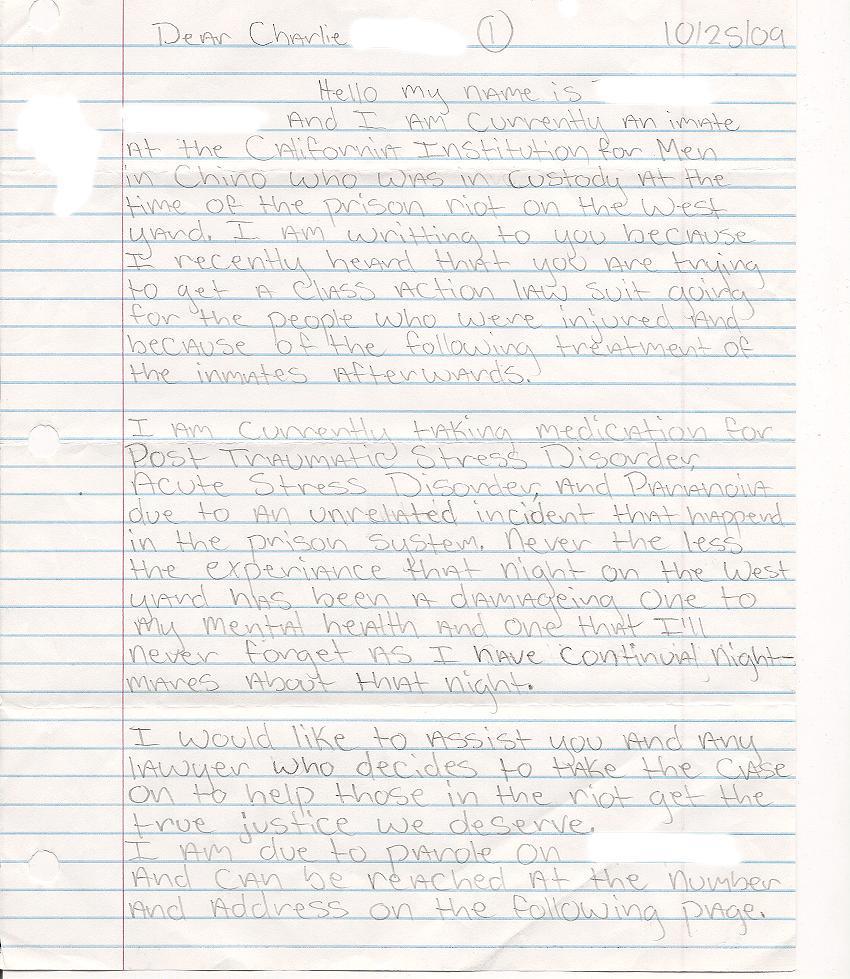 Dear Charlie 1 10/25/09
Hello my name is
And I Am Currently An imate
At the California Institution for Men
in Chino who was in custody At the
time of the prison riot on the West
yard. I Am writting to you because
I recently heard that you Are trying
to get A Class Action lAw suit going
for the people who were injured And
because of the following treatment of
the inmates Afterwards.
I Am currently taking medication for
Post Traumatic Stress Disorder,
Acute Stress Disorder, And Parianoia
due to An unrelated incident that happend
in the prison system. Never the less
the experiance that night on the West
yard has been A damageing One to
My mental health And one that I'll
never forget As I have continuial night-
mares About that night.
I would like to Assist you And Any
lawyer who decides to take the Case
on to help those in the riot get the
true justice we deserve.
I Am due to parole On
And Can be reached At the number
And Address on the following page.